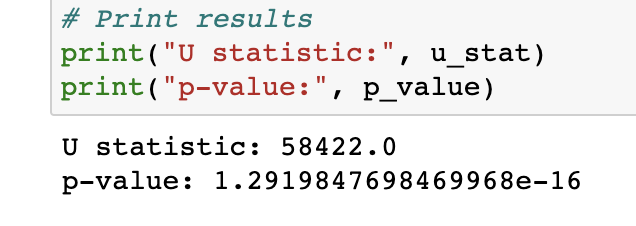 # Print results
print("U statistic:", u_stat)
print("p-value:", p_value)
U statistic: 58422.0
p-value: 1.2919847698469968e-16